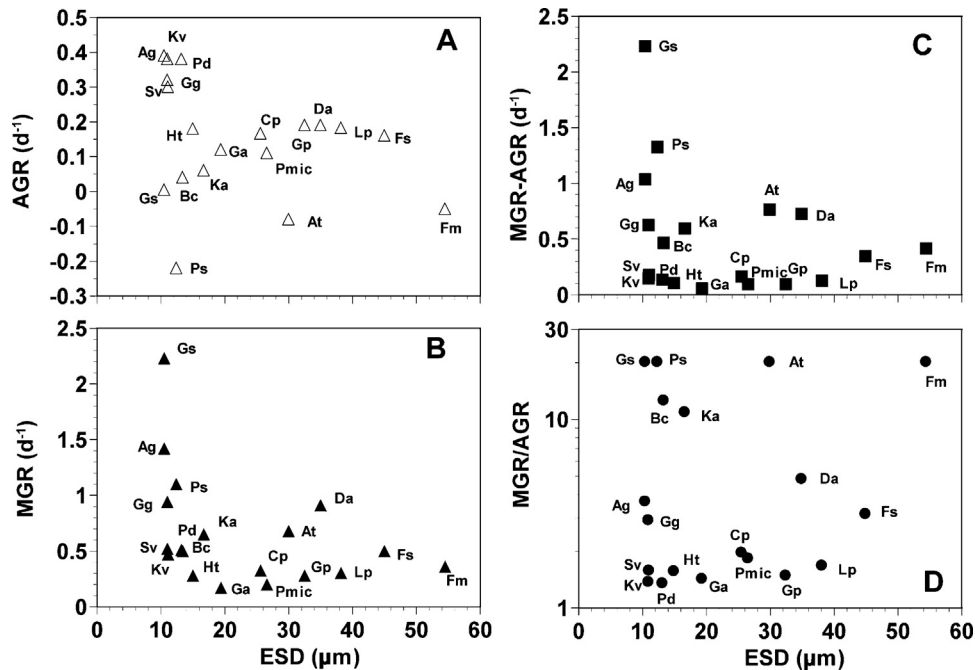 A
AGR (d-1)
0.5
0.4
0.3
0.2
0.1
0
-0.1
-0.2
-0.3
Kv
Ag
Pd
Gg
Sv
Ht
Cp
Da
Gp
Lp
Fs
Ga
Pmic
Ka
Bc
Gs
At
Fm
Ps
B
MGR (d-1)
2.5
2
1.5
1
0.5
0
Gs
Ag
Ps
Gg
Da
Pd
Ka
At
Sv
Bc
Kv
Ht
Cp
Gp
Lp
Fs
Fm
Ga
Pmic
0 10 20 30 40 50 60
ESD (µm)
C
MGR-AGR (d-1)
2.5
2
1.5
1
0.5
0
Gs
Ps
Ag
At
Da
Gg
Ka
Bc
Sv
Pd
Ht
Kv
Ga
Cp
Pmic
Gp
Lp
Fs
Fm
D
MGR/AGR
30
10
1
Gs
Ps
At
Fm
Bc
Ka
Da
Ag
Gg
Fs
Sv
Kv
Pd
Ht
Ga
Cp
Pmic
Gp
Lp
0 10 20 30 40 50 60
ESD (µm)